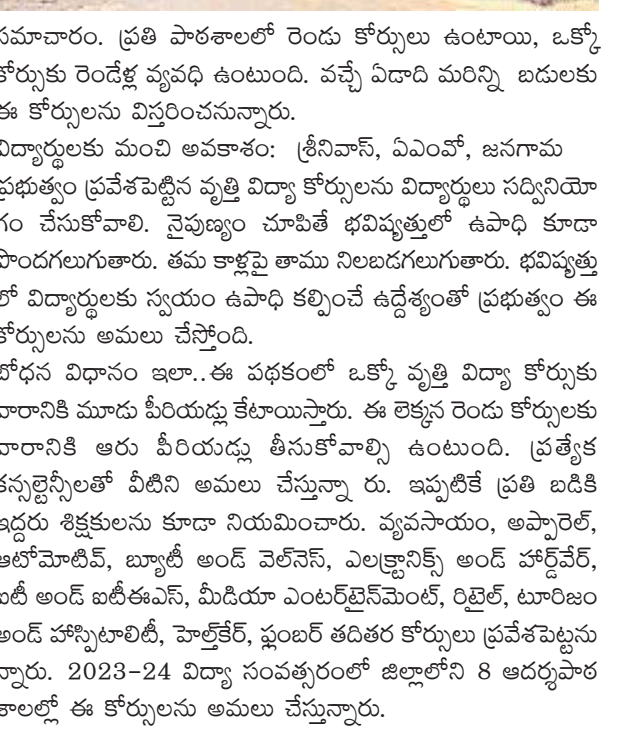 సమాచారం. ప్రతి పాఠశాలలో రెండు కోర్సులు ఉంటాయి, ఒక్కో
కోర్సుకు రెండేళ్ల వ్యవధి ఉంటుంది. వచ్చే ఏడాది మరిన్ని బడులకు
ఈ కోర్సులను విస్తరించనున్నారు.
విద్యార్థులకు మంచి అవకాశం: శ్రీనివాస్, ఏఎంవో, జనగామ
ప్రభుత్వం ప్రవేశపెట్టిన వృత్తి విద్యా కోర్సులను విద్యార్థులు సద్వినియో
గం చేసుకోవాలి. నైపుణ్యం చూపితే భవిష్యత్తులో ఉపాధి కూడా
పొందగలుగుతారు. తమ కాళ్లపై తాము నిలబడగలుగుతారు. భవిష్యత్తు
లో విద్యార్థులకు స్వయం ఉపాధి కల్పించే ఉద్దేశ్యంతో ప్రభుత్వం ఈ
కోర్సులను అమలు చేస్తోంది.
బోధన విధానం ఇలా..ఈ పథకంలో ఒక్కో వృత్తి విద్యా కోర్సుకు
వారానికి మూడు పీరియడ్లు కేటాయిస్తారు. ఈ లెక్కన రెండు కోర్సులకు
వారానికి ఆరు పీరియడ్లు తీసుకోవాల్సి ఉంటుంది. ప్రత్యేక
కన్సల్టెన్సీలతో వీటిని అమలు చేస్తున్నా రు. ఇప్పటికే ప్రతి బడికి
ఇద్దరు శిక్షకులను కూడా నియమించారు. వ్యవసాయం, అప్పారెల్,
ఆటోమోటివ్, బ్యూటీ అండ్ వెల్‌నెస్, ఎలక్ట్రానిక్స్ అండ్ హార్డ్‌వేర్,
ఐటీ అండ్ ఐటీఈఎస్, మీడియా ఎంటర్‌టైన్‌మెంట్, రిటైల్, టూరిజం
అండ్ హాస్పిటాలిటీ, హెల్త్‌కేర్, ప్లంబర్ తదితర కోర్సులు ప్రవేశపెట్టను
న్నారు. 2023-24 విద్యా సంవత్సరంలో జిల్లాలోని 8 ఆదర్శపాఠ
శాలల్లో ఈ కోర్సులను అమలు చేస్తున్నారు.